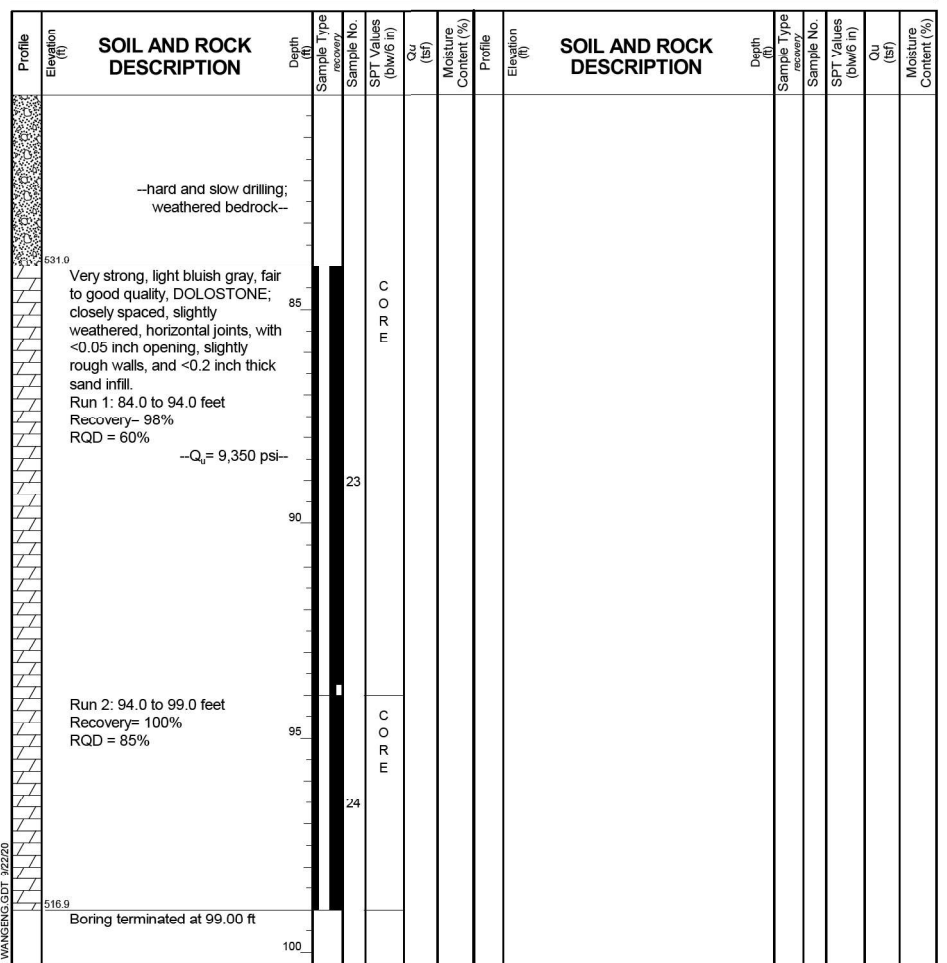 Profile
Elevation
(ft)
SOIL AND ROCK
DESCRIPTION
Depth
(ft)
Sample Type
recovery
Sample No.
SPT Values
(blw/6 in)
Qu
(tsf)
Moisture
Content (%)
Profile
Elevation
(ft)
SOIL AND ROCK
DESCRIPTION
Depth
(ft)
Sample Type
recovery
Sample No.
SPT Values
(blw/6 in)
Qu
(tsf)
Moisture
Content (%)
--hard and slow drilling;
weathered bedrock--
531.9
Very strong, light bluish gray, fair
to good quality, DOLOSTONE;
closely spaced, slightly
weathered, horizontal joints, with
<0.05 inch opening, slightly
rough walls, and <0.2 inch thick
sand infill.
Run 1: 84.0 to 94.0 feet
Recovery= 98%
RQD = 60%
--Qu= 9,350 psi--
85
C
O
R
E
23
90
Run 2: 94.0 to 99.0 feet
Recovery= 100%
RQD = 85%
95
C
O
R
E
24
516.9
Boring terminated at 99.00 ft
100
WANGENG.GDT 9/22/20